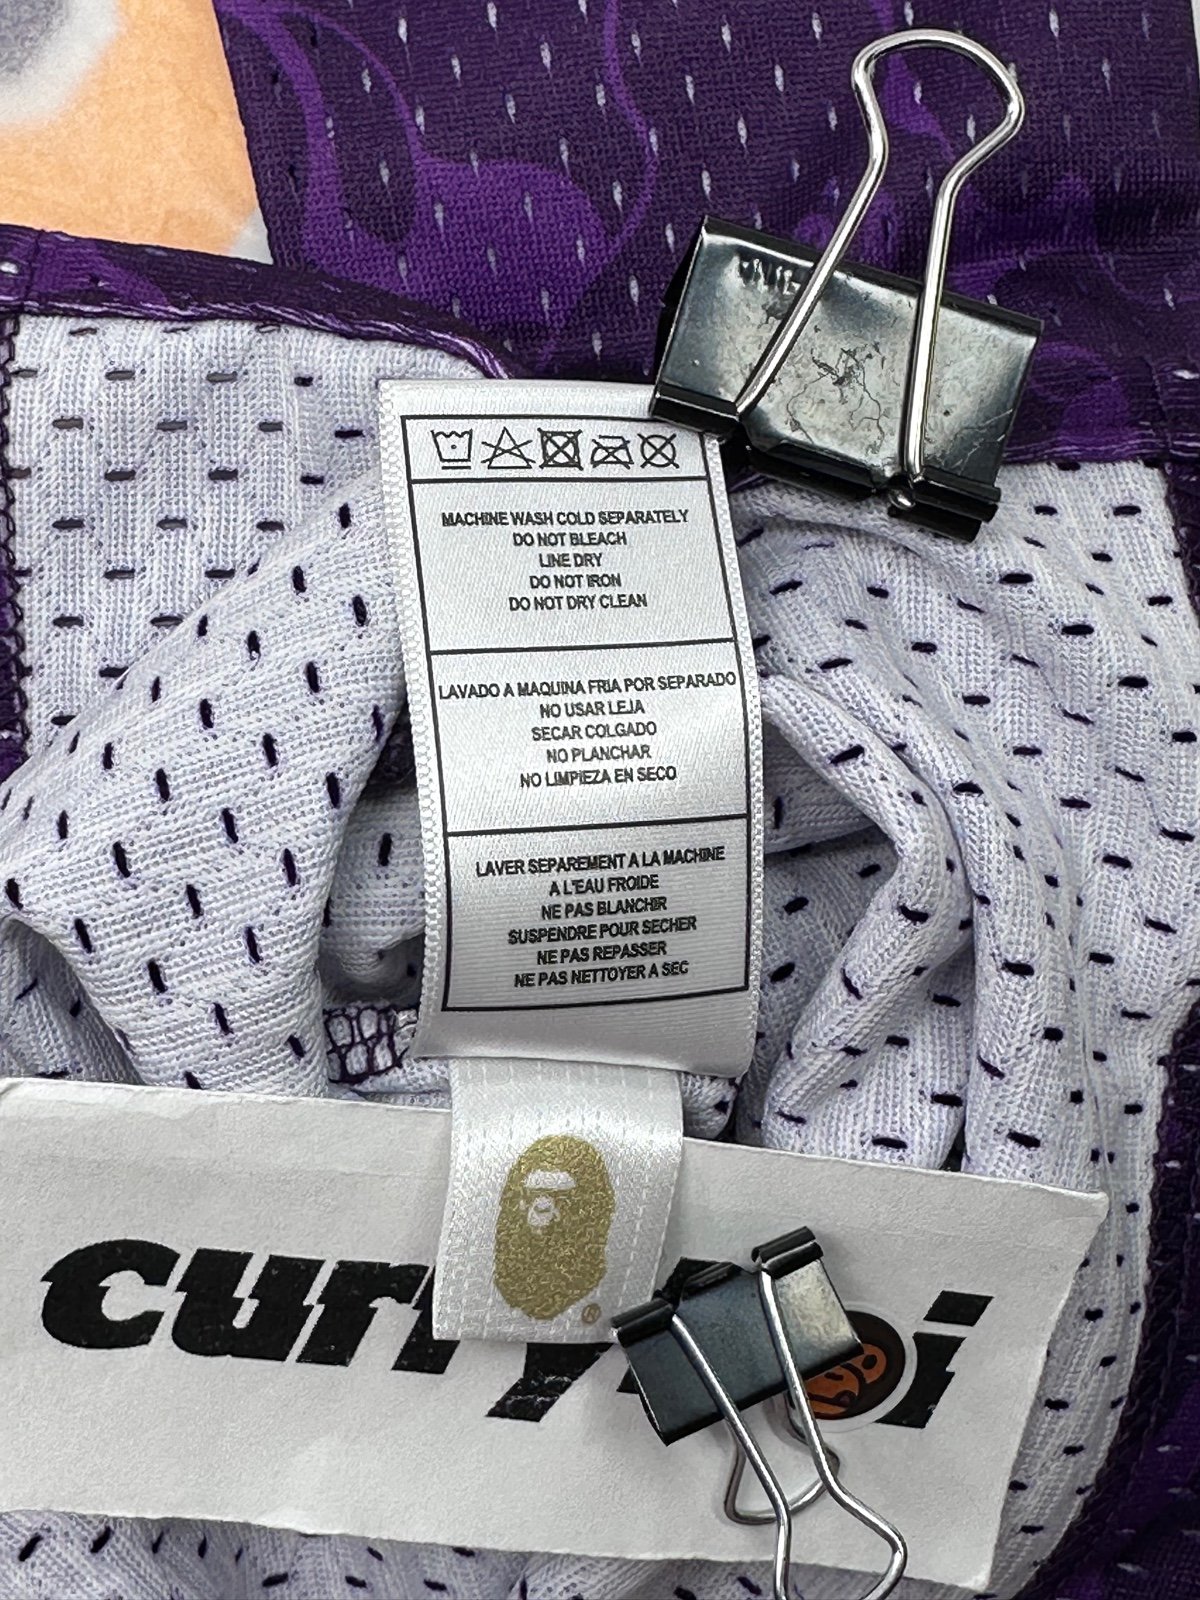 MACHINE WASH COLD SEPARATELY
DO NOT BLEACH
LINE DRY
DO NOT IRON
DO NOT DRY CLEAN
LAVADO A MAQUINA FRIA POR SEPARADO
NO USAR LEJA
SECAR COLGADO
NO PLANCHAR
NO LIMPIEZA EN SECO
LAVER SEPAREMENT A LA MACHINE
A L'EAU FROIDE
NE PAS BLANCHIR
SUSPENDRE POUR SECHER
NE PAS REPASSER
NE PAS NETTOYER A SEC
®